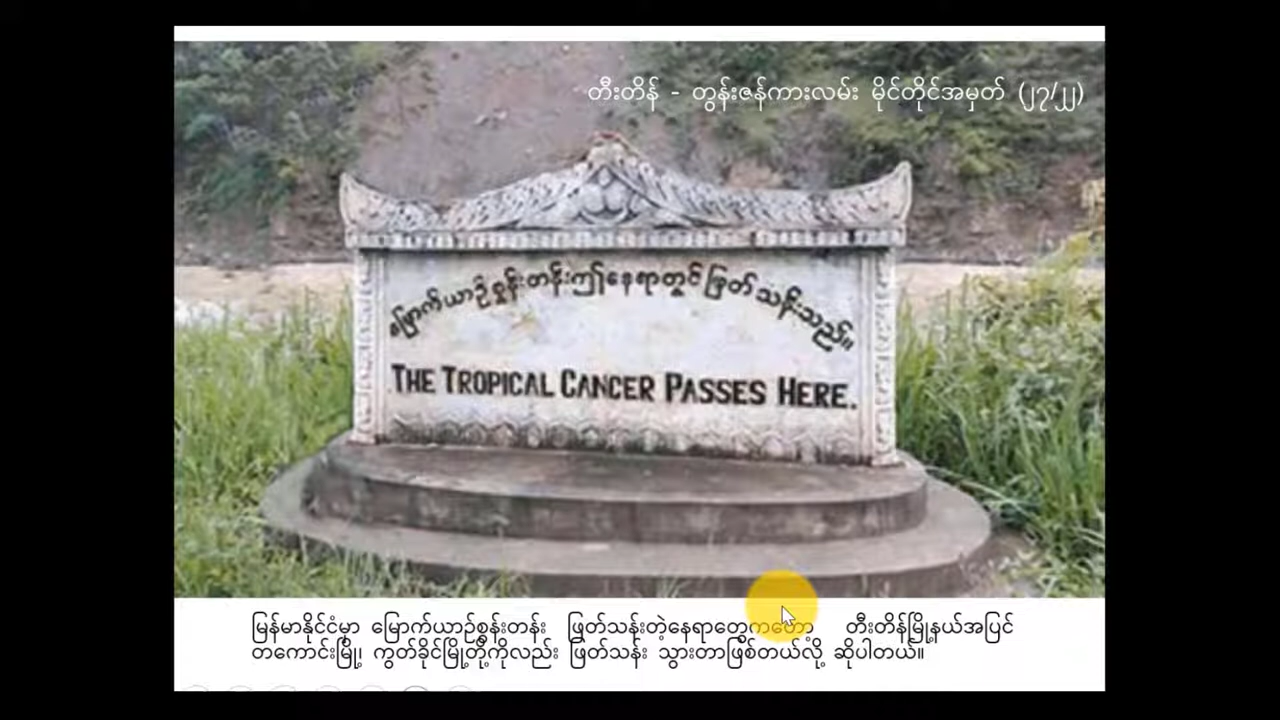 တီးတိန် - တွန်းဇန်ကားလမ်း မိုင်တိုင်အမှတ် (၂၇/၂၂)
မြောက်ယာဉ်စွန်းတန်းဤနေရာတွင်ဖြတ်သန်းသည်။
THE TROPICAL CANCER PASSES HERE.
မြန်မာနိုင်ငံမှာ မြောက်ယာဉ်စွန်းတန်း ဖြတ်သန်းတဲ့နေရာတွေကတော့ တီးတိန်မြို့နယ်အပြင်
တကောင်းမြို့၊ ကွတ်ခိုင်မြို့တို့ကိုလည်း ဖြတ်သန်း သွားတာဖြစ်တယ်လို့ ဆိုပါတယ်။